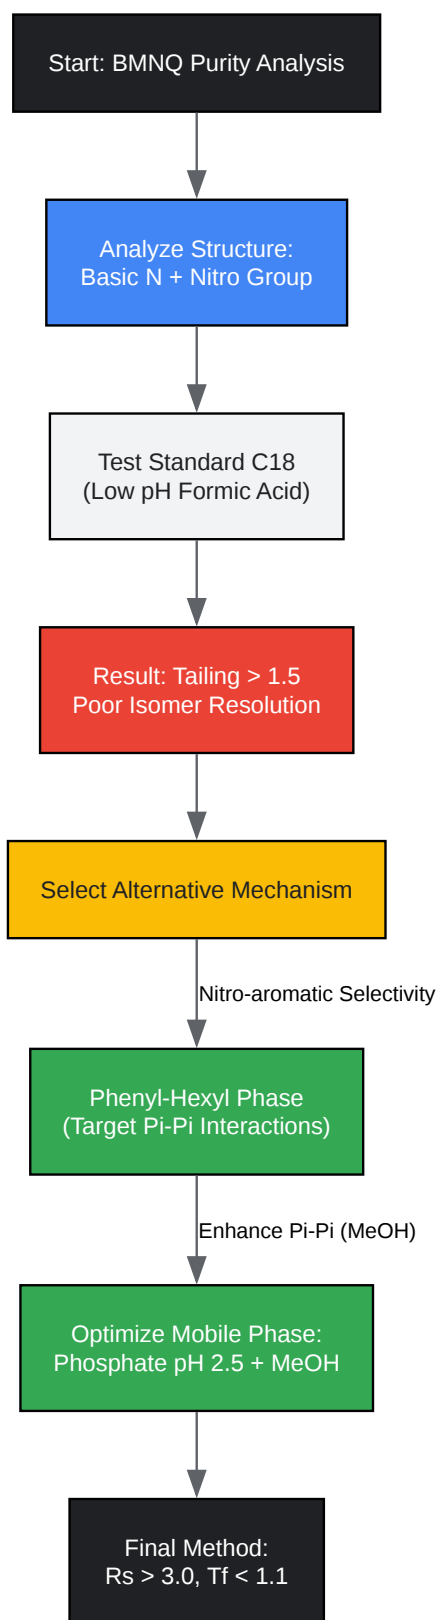 Start: BMNQ Purity Analysis
Analyze Structure:
Basic N + Nitro Group
Test Standard C18
(Low pH Formic Acid)
Result: Tailing > 1.5
Poor Isomer Resolution
Select Alternative Mechanism
Nitro-aromatic Selectivity
Phenyl-Hexyl Phase
(Target Pi-Pi Interactions)
Enhance Pi-Pi (MeOH)
Optimize Mobile Phase:
Phosphate pH 2.5 + MeOH
Final Method:
Rs > 3.0, Tf < 1.1